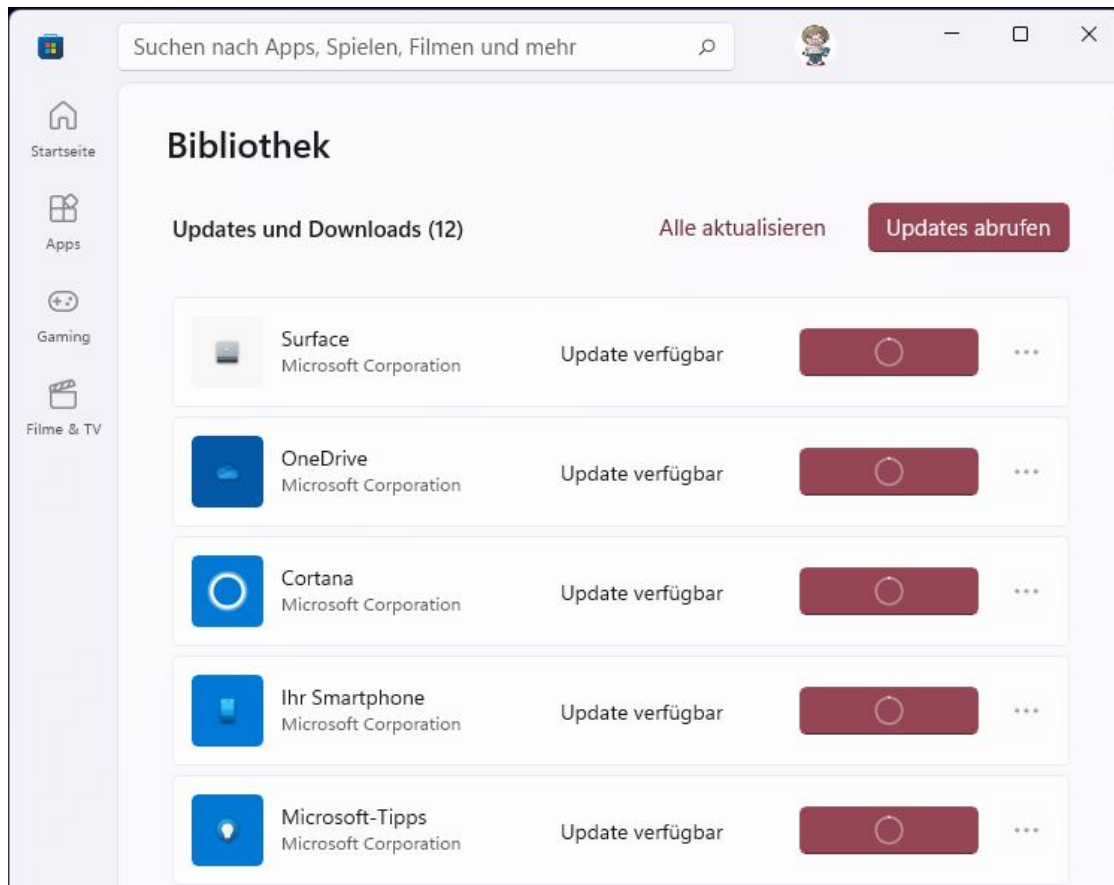 Suchen nach Apps, Spielen, Filmen und mehr
Startseite
Apps
Gaming
Filme & TV
Bibliothek
Updates und Downloads (12)
Alle aktualisieren
Updates abrufen
Surface
Microsoft Corporation
Update verfügbar
OneDrive
Microsoft Corporation
Update verfügbar
Cortana
Microsoft Corporation
Update verfügbar
Ihr Smartphone
Microsoft Corporation
Update verfügbar
Microsoft-Tipps
Microsoft Corporation
Update verfügbar